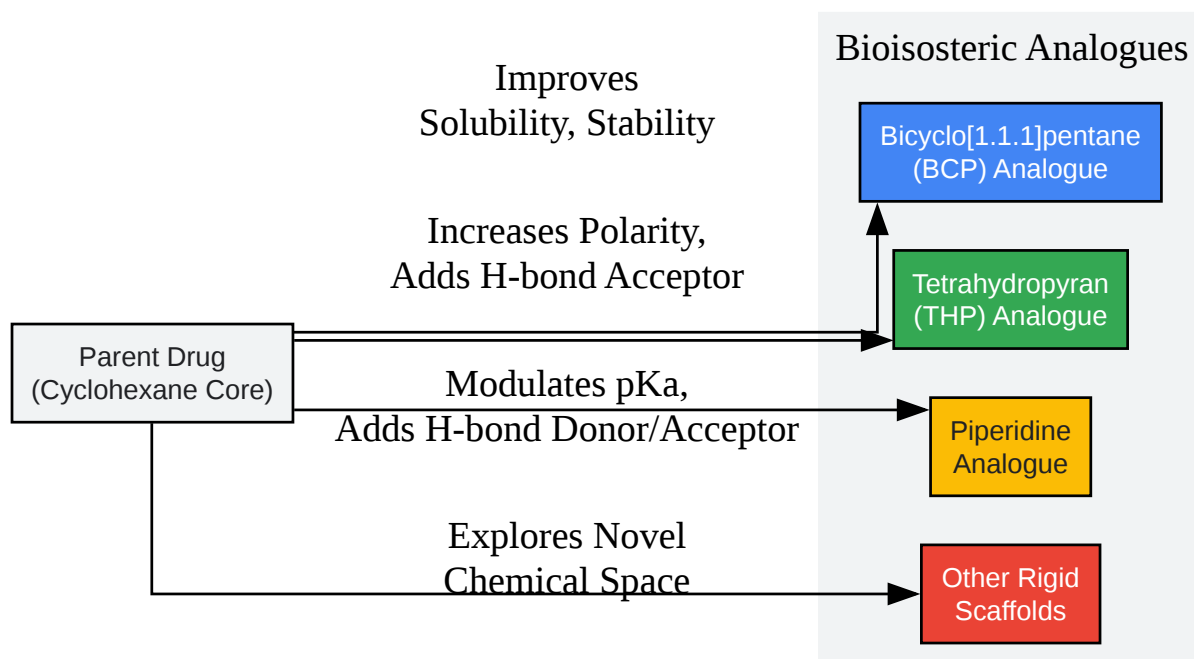 Bioisosteric Analogues
Improves
Solubility, Stability
Bicyclo[1.1.1]pentane
(BCP) Analogue
Increases Polarity,
Adds H-bond Acceptor
Tetrahydropyran
(THP) Analogue
Parent Drug
(Cyclohexane Core)
Modulates pKa,
Adds H-bond Donor/Acceptor
Piperidine
Analogue
Explores Novel
Chemical Space
Other Rigid
Scaffolds